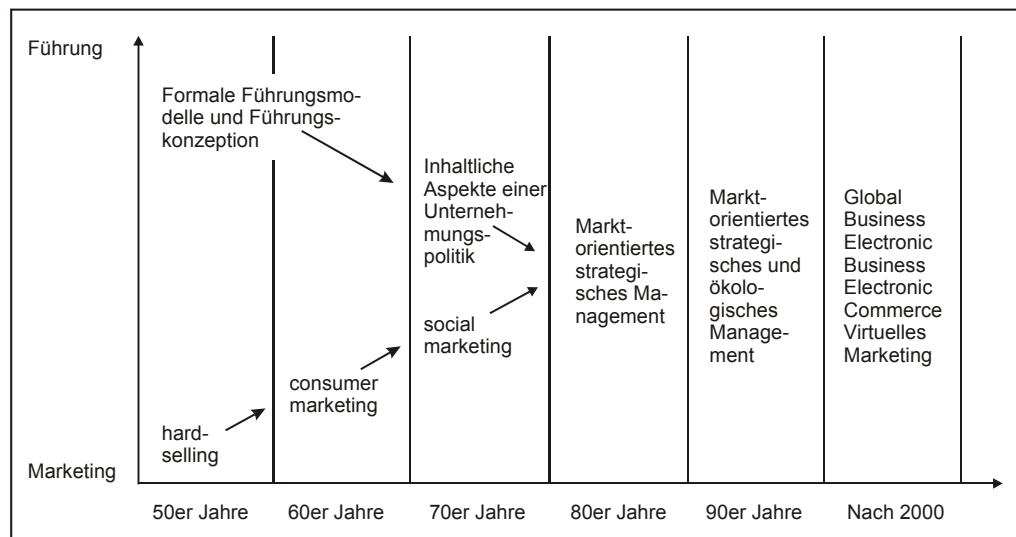 Führung
Formale Führungsmo-
delle und Führungs-
konzeption
Inhaltliche
Aspekte einer
Unterneh-
mungs-
politik
Markt-
orientiertes
strategi-
sches Ma-
nagement
Markt-
orientiertes
strategi-
sches und
ökolo-
gisches
Manage-
ment
Global
Business
Electronic
Business
Electronic
Commerce
Virtuelles
Marketing
social
marketing
consumer
marketing
hard-
selling
Marketing
50er Jahre
60er Jahre
70er Jahre
80er Jahre
90er Jahre
Nach 2000